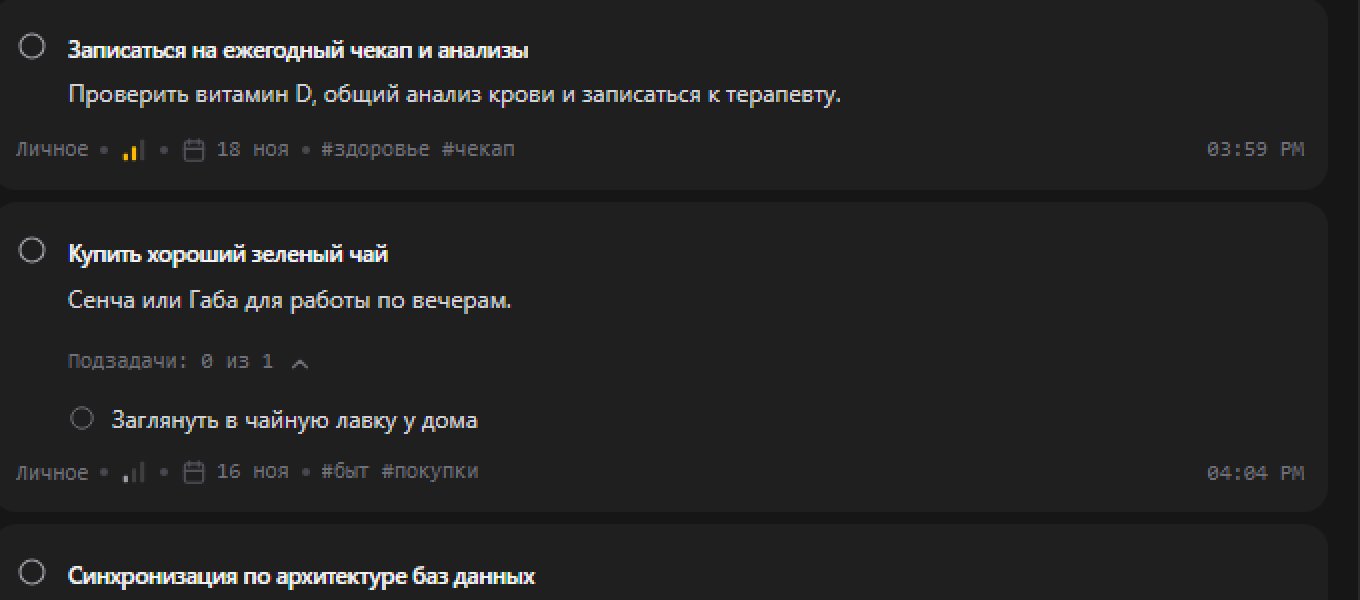 Записаться на ежегодный чекап и анализы
Проверить витамин D, общий анализ крови и записаться к терапевту.
Личное • 18 ноя • #здоровье #чекап 03:59 PM
Купить хороший зеленый чай
Сенча или Габа для работы по вечерам.
Подзадачи: 0 из 1
Заглянуть в чайную лавку у дома
Личное • 16 ноя • #быт #покупки 04:04 PM
Синхронизация по архитектуре баз данных